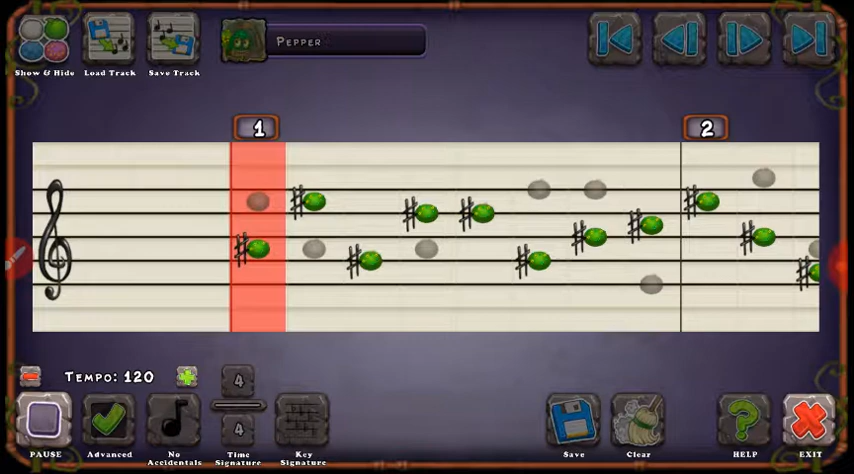 Show & Hide
Load Track
Save Track
Pepper
1
2
Tempo: 120
4
4
PAUSE
Advanced
No Accidentals
Time Signature
Key Signature
Save
Clear
?
HELP
EXIT